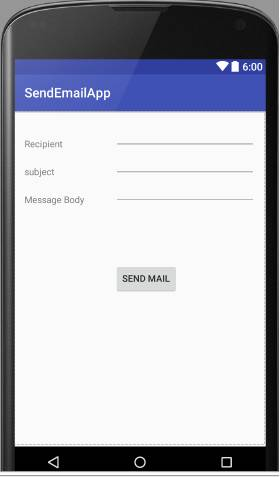 6:00
SendEmailApp
Recipient
subject
Message Body
SEND MAIL